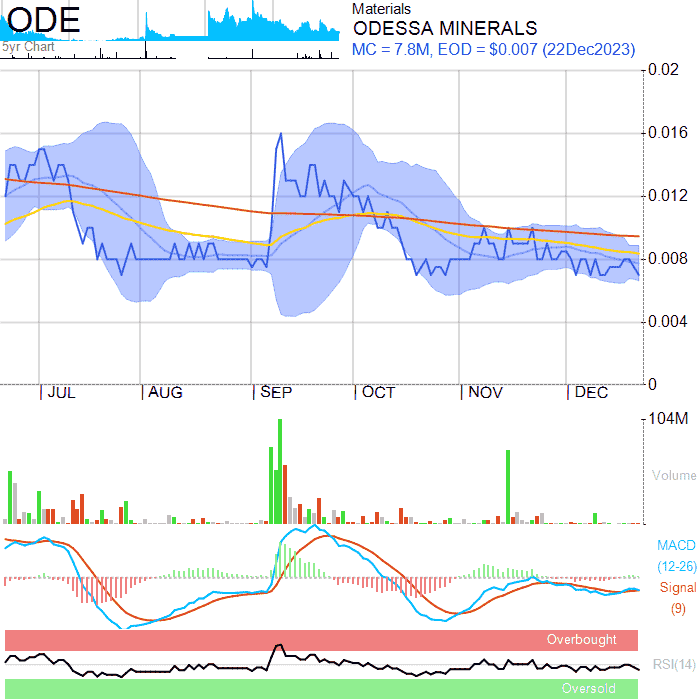 ODE
5yr Chart
Materials
ODESSA MINERALS
MC = 7.8M, EOD = $0.007 (22Dec2023)
0.02
0.016
0.012
0.008
0.004
0
JUL AUG SEP OCT NOV DEC
104M
Volume
MACD
(12-26)
Signal
(9)
Overbought
RSI(14)
Oversold